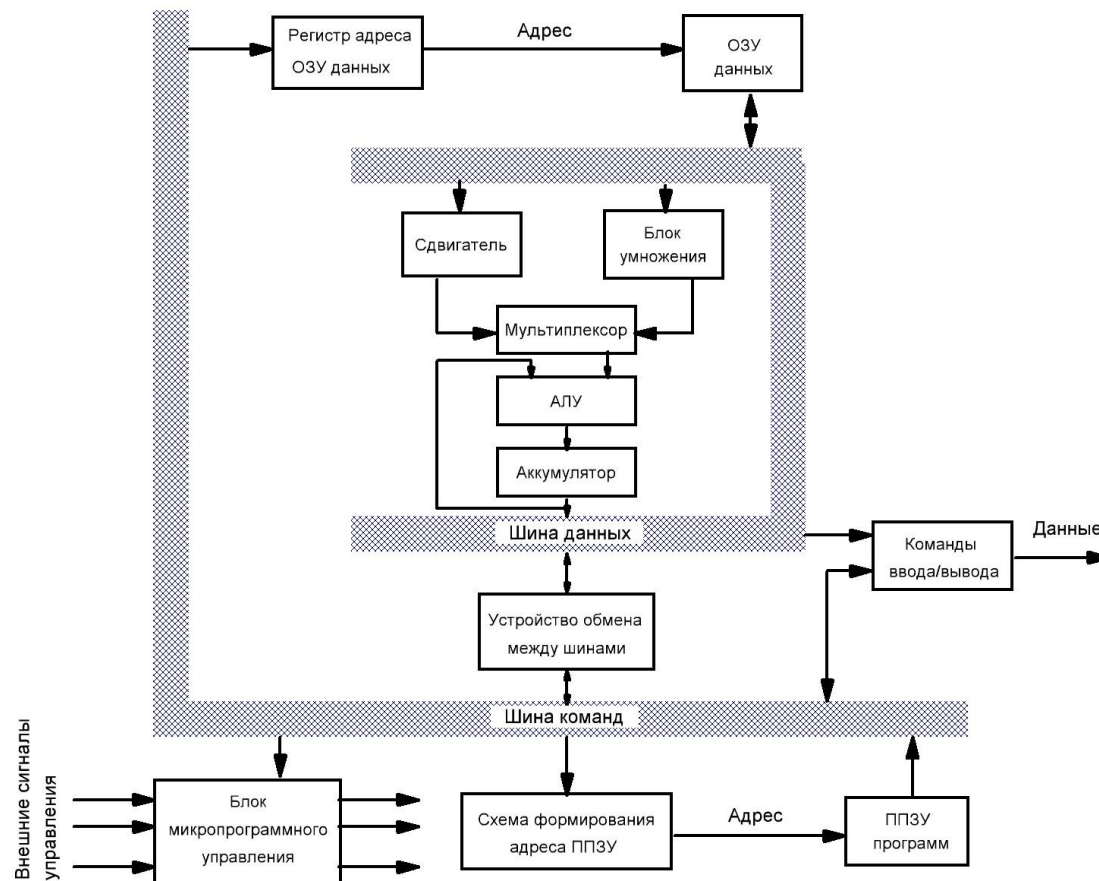 Регистр адреса
ОЗУ данных
Адрес
ОЗУ
данных
Сдвигатель
Блок
умножения
Мультиплексор
АЛУ
Аккумулятор
Шина данных
Команды
ввода/вывода
Данные
Устройство обмена
между шинами
Шина команд
Внешние сигналы
управления
Блок
микропрограммного
управления
Схема формирования
адреса ППЗУ
Адрес
ППЗУ
программ